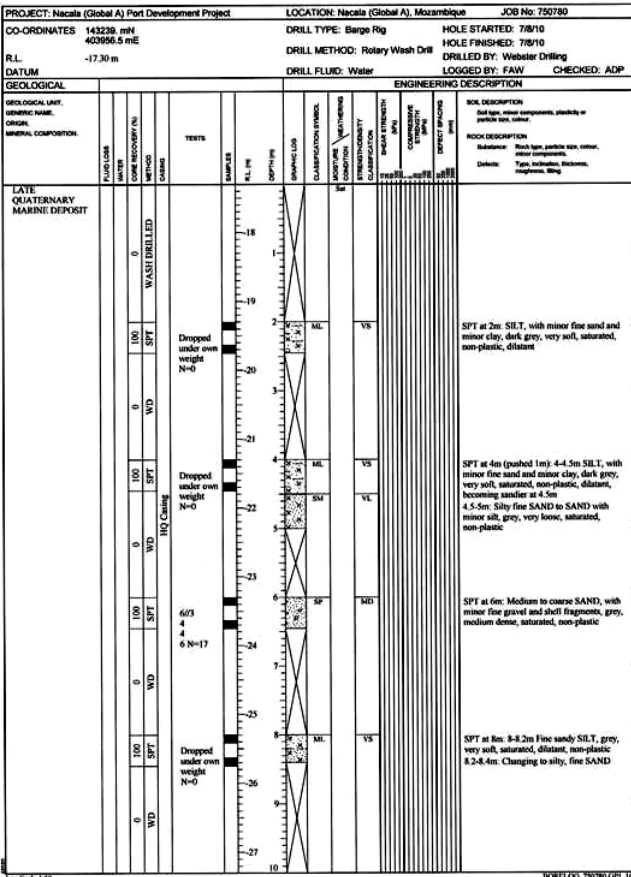 PROJECT: Nacala (Global A) Port Development Project
LOCATION: Nacala (Global A), Mozambique
JOB No: 750780
CO-ORDINATES 143239. mN
403956.5 mE
R.L. -17.30 m
DATUM
DRILL TYPE: Barge Rig
DRILL METHOD: Rotary Wash Drill
DRILL FLUID: Water
HOLE STARTED: 7/8/10
HOLE FINISHED: 7/8/10
DRILLED BY: Webster Drilling
LOGGED BY: FAW CHECKED: ADP
GEOLOGICAL
ENGINEERING DESCRIPTION
GEOLOGICAL UNIT,
GENERIC NAME,
ORIGIN,
MINERAL COMPOSITION.
FLUID LOSS
WATER
CORE RECOVERY (%)
METHOD
CASING
TESTS
SAMPLES
R.L. (m)
DEPTH (m)
GRAPHIC LOG
CLASSIFICATION SYMBOL
MOISTURE WEATHERING
CONDITION
STRENGTH/DENSITY
CLASSIFICATION
SHEAR STRENGTH
(kPa)
COMPRESSIVE
STRENGTH
(MPa)
DEFECT SPACING
(mm)
SOIL DESCRIPTION
Soil type, minor components, plasticity or
particle size, colour.
ROCK DESCRIPTION
Substance: Rock type, particle size, colour,
minor components.
Defects: Type, inclination, thickness,
roughness, filling.
LATE
QUATERNARY
MARINE DEPOSIT
Sat
-18
1
0
WASH DRILLED
-19
2
ML
VS
SPT at 2m: SILT, with minor fine sand and
minor clay, dark grey, very soft, saturated,
non-plastic, dilatant
100
SPT
Dropped
under own
weight
N=0
-20
3
0
WD
-21
4
ML
VS
SPT at 4m (pushed 1m): 4-4.5m SILT, with
minor fine sand and minor clay, dark grey,
very soft, saturated, non-plastic, dilatant,
becoming sandier at 4.5m
100
SPT
Dropped
under own
weight
N=0
SM
VL
4.5-5m: Silty fine SAND to SAND with
minor silt, grey, very loose, saturated,
non-plastic
-22
HQ Casing
5
0
WD
-23
6
SP
MD
SPT at 6m: Medium to coarse SAND, with
minor fine gravel and shell fragments, grey,
medium dense, saturated, non-plastic
100
SPT
6//3
4
4
6 N=17
-24
7
0
WD
-25
8
ML
VS
SPT at 8m: 8-8.2m Fine sandy SILT, grey,
very soft, saturated, dilatant, non-plastic
8.2-8.4m: Changing to silty, fine SAND
100
SPT
Dropped
under own
weight
N=0
-26
9
0
WD
-27
10